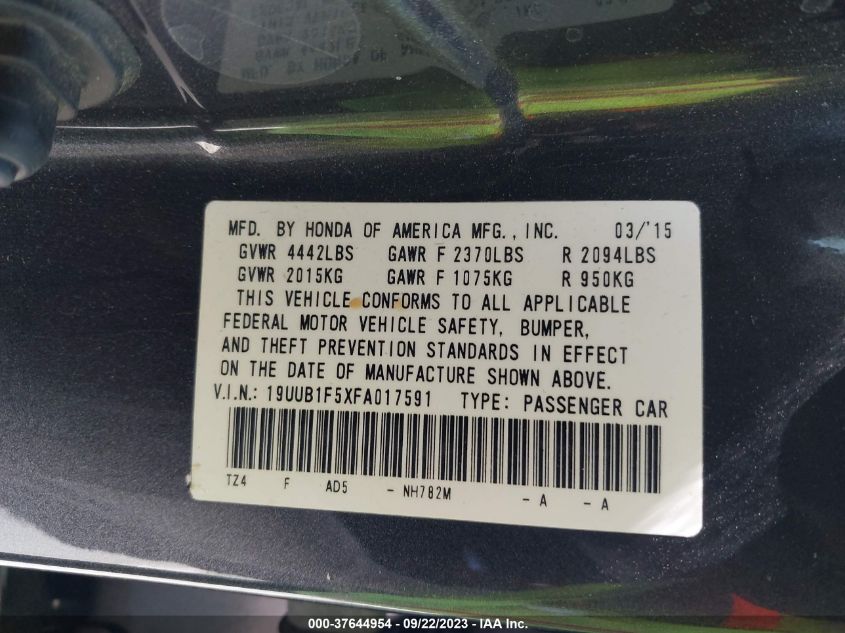 MFD. BY HONDA OF AMERICA MFG., INC. 03/'15
GVWR 4442LBS GAWR F 2370LBS R 2094LBS
GVWR 2015KG GAWR F 1075KG R 950KG
THIS VEHICLE CONFORMS TO ALL APPLICABLE
FEDERAL MOTOR VEHICLE SAFETY, BUMPER,
AND THEFT PREVENTION STANDARDS IN EFFECT
ON THE DATE OF MANUFACTURE SHOWN ABOVE.
V.I.N.: 19UUB1F5XFA017591 TYPE: PASSENGER CAR
TZ4 F AD5 - NH782M - A - A
000-37644954 - 09/22/2023 - IAA Inc.